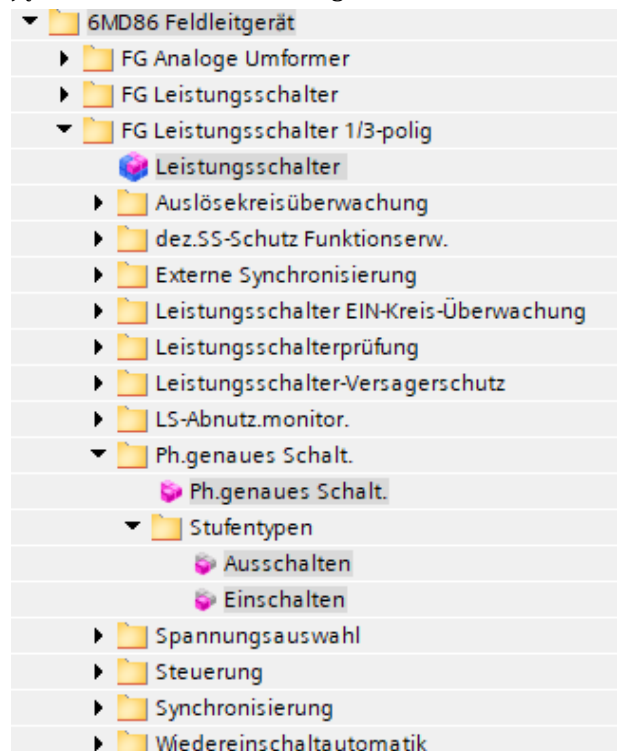 6MD86 Feldleitgerät
FG Analoge Umformer
FG Leistungsschalter
FG Leistungsschalter 1/3-polig
Leistungsschalter
Auslösekreisüberwachung
dez.SS-Schutz Funktionserw.
Externe Synchronisierung
Leistungsschalter EIN-Kreis-Überwachung
Leistungsschalterprüfung
Leistungsschalter-Versagerschutz
LS-Abnutz.monitor.
Ph.genaues Schalt.
Ph.genaues Schalt.
Stufentypen
Ausschalten
Einschalten
Spannungsauswahl
Steuerung
Synchronisierung
Wiedereinschaltautomatik